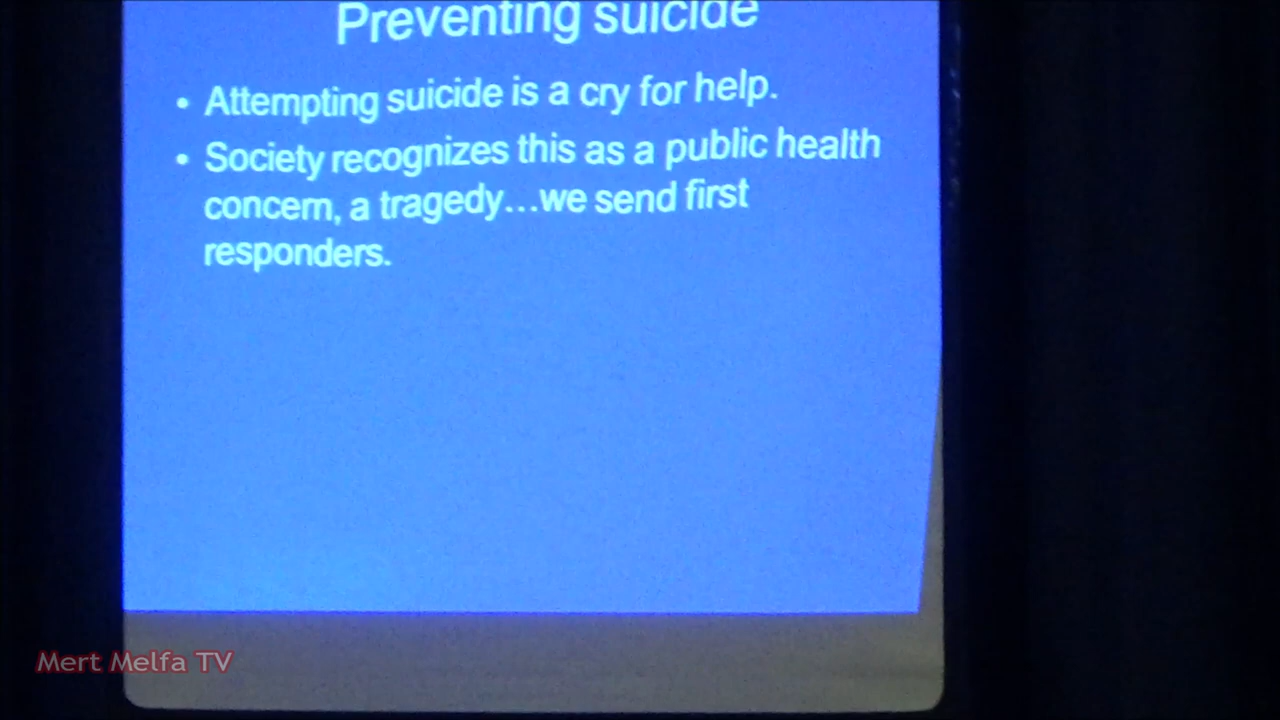 Preventing suicide
• Attempting suicide is a cry for help.
• Society recognizes this as a public health
concern, a tragedy…we send first
responders.
Mert Melfa TV